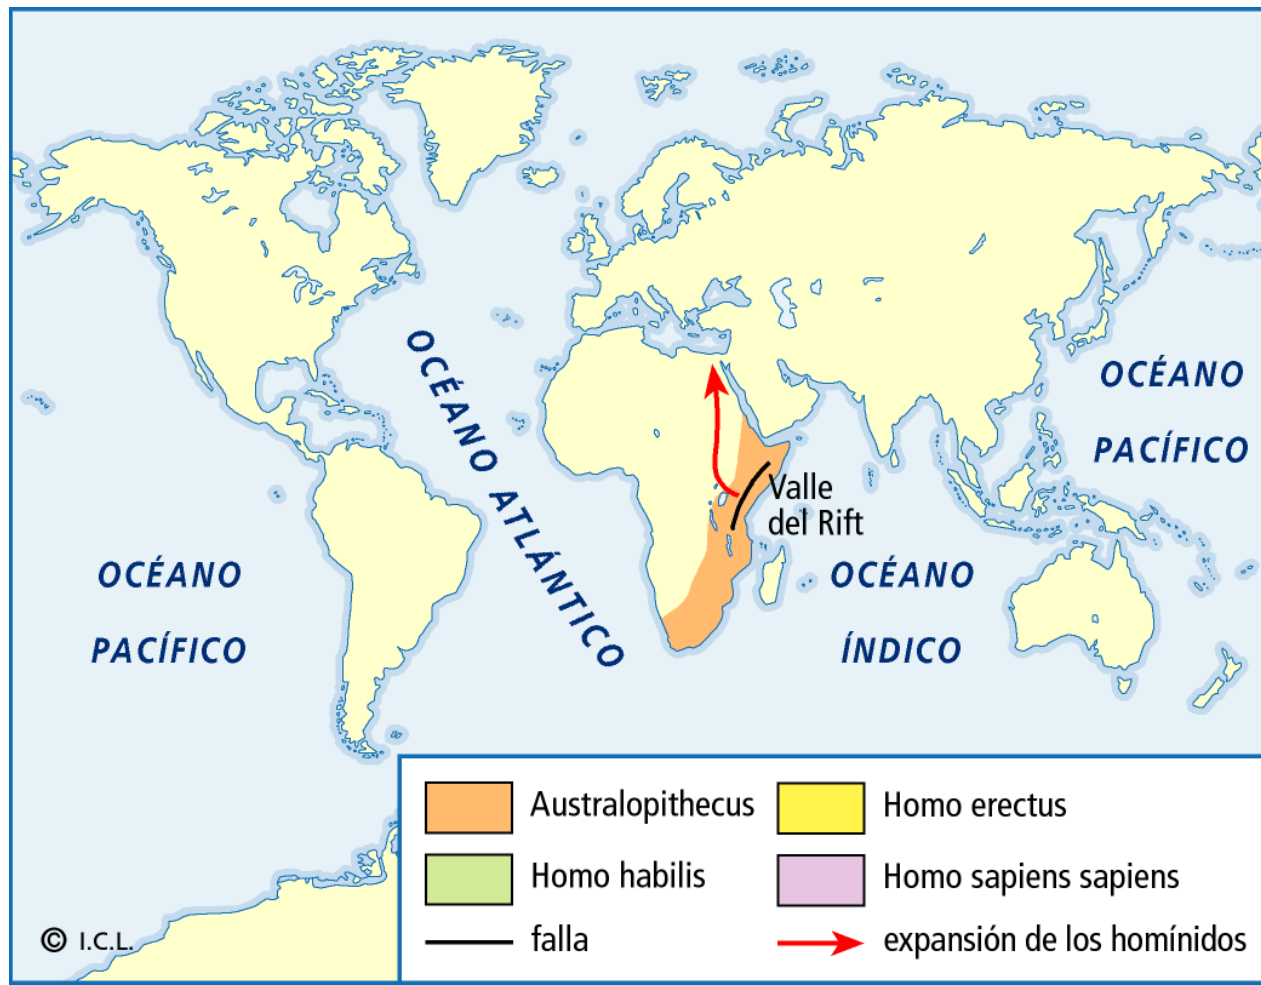 OCÉANO ATLÁNTICO
OCÉANO
PACÍFICO
Valle
del Rift
OCÉANO
PACÍFICO
OCÉANO
ÍNDICO
Australopithecus
Homo erectus
Homo habilis
Homo sapiens sapiens
falla
expansión de los homínidos
© I.C.L.